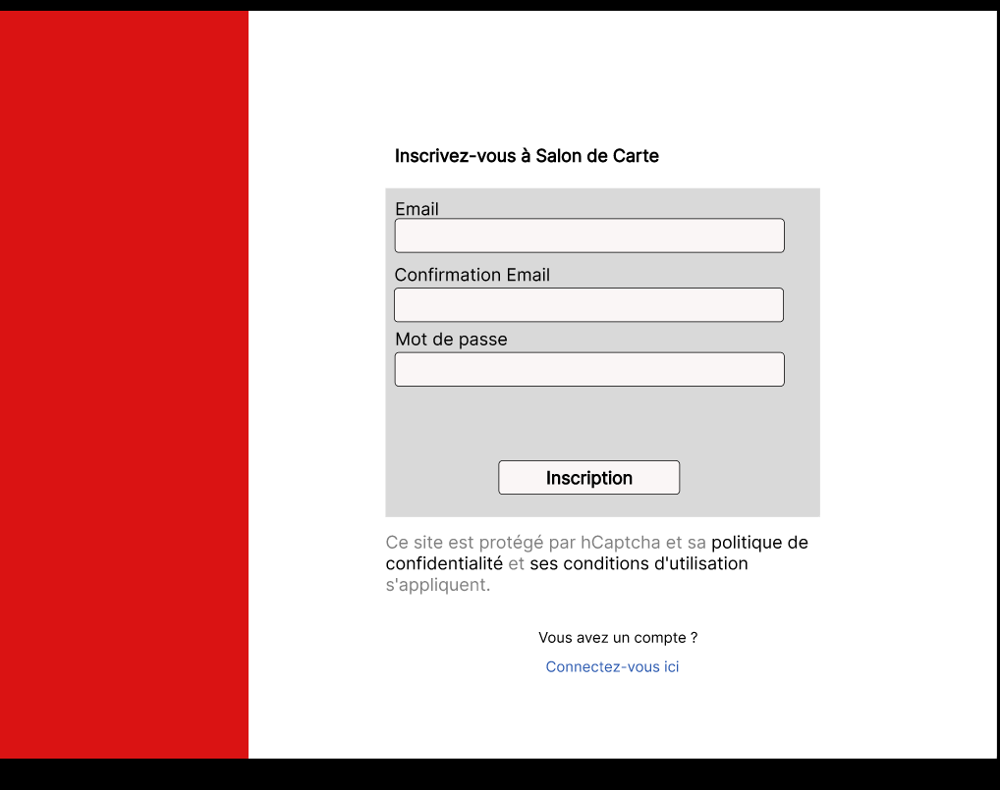 Inscrivez-vous à Salon de Carte
Email
Confirmation Email
Mot de passe
Inscription
Ce site est protégé par hCaptcha et sa politique de
confidentialité et ses conditions d'utilisation
s'appliquent.
Vous avez un compte ?
Connectez-vous ici